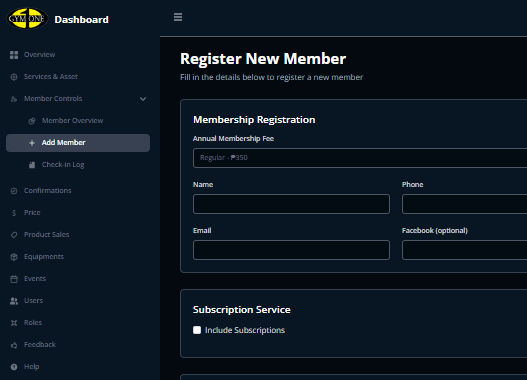 GYM ONE
Dashboard
Overview
Services & Asset
Member Controls
Member Overview
Add Member
Check-in Log
Confirmations
Price
Product Sales
Equipments
Events
Users
Roles
Feedback
Help
Register New Member
Fill in the details below to register a new member
Membership Registration
Annual Membership Fee
Regular - ₱350
Name
Phone
Email
Facebook (optional)
Subscription Service
Include Subscriptions